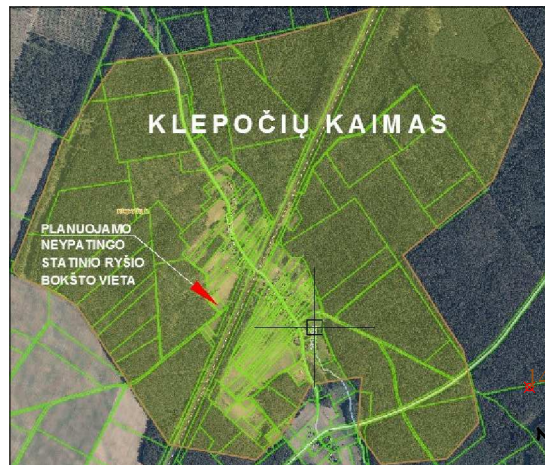 KLEPOČIŲ KAIMAS
PLANUOJAMO
NEYPATINGO
STATINIO RYŠIO
BOKŠTO VIETA